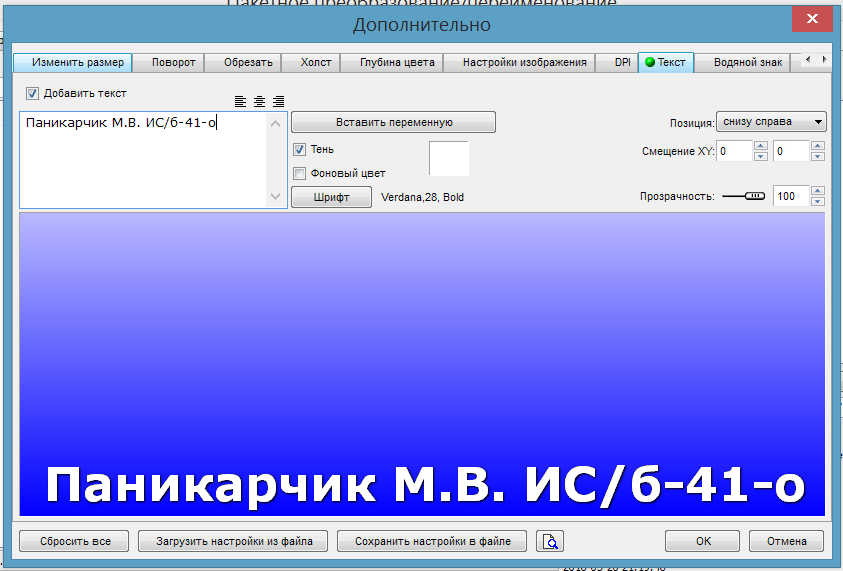 Пакетное преобразование/переименование
Дополнительно
Изменить размер Поворот Обрезать Холст Глубина цвета Настройки изображения DPI Текст Водяной знак
Добавить текст
Паникарчик М.В. ИС/б-41-о
Вставить переменную
Позиция: снизу справа
Тень
Смещение XY: 0 0
Фоновый цвет
Шрифт Verdana,28, Bold
Прозрачность: 100
Паникарчик М.В. ИС/б-41-о
Сбросить все Загрузить настройки из файла Сохранить настройки в файле OK Отмена